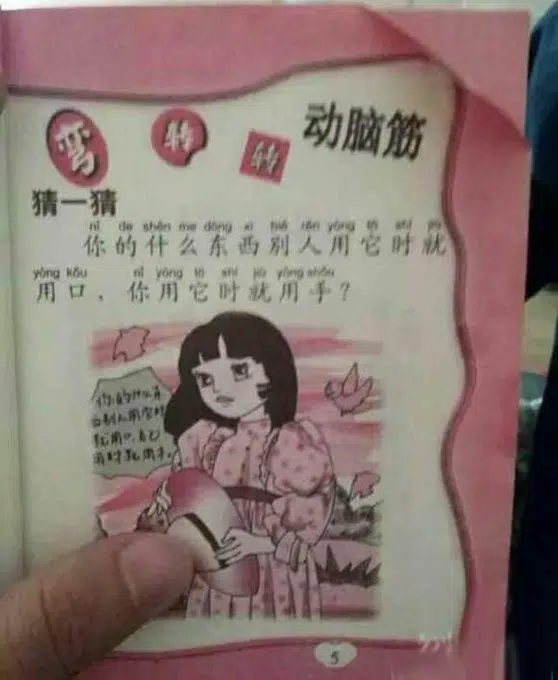 弯 转 转 动脑筋
猜一猜
nǐ de shén me dōng xi bié rén yòng tā shí jiù
你的什么东西别人用它时就
yòng kǒu nǐ yòng tā shí jiù yòng shǒu
用口，你用它时就用手？
你的什么东
西别人用它时
就用口，自己
用时就用手。
5